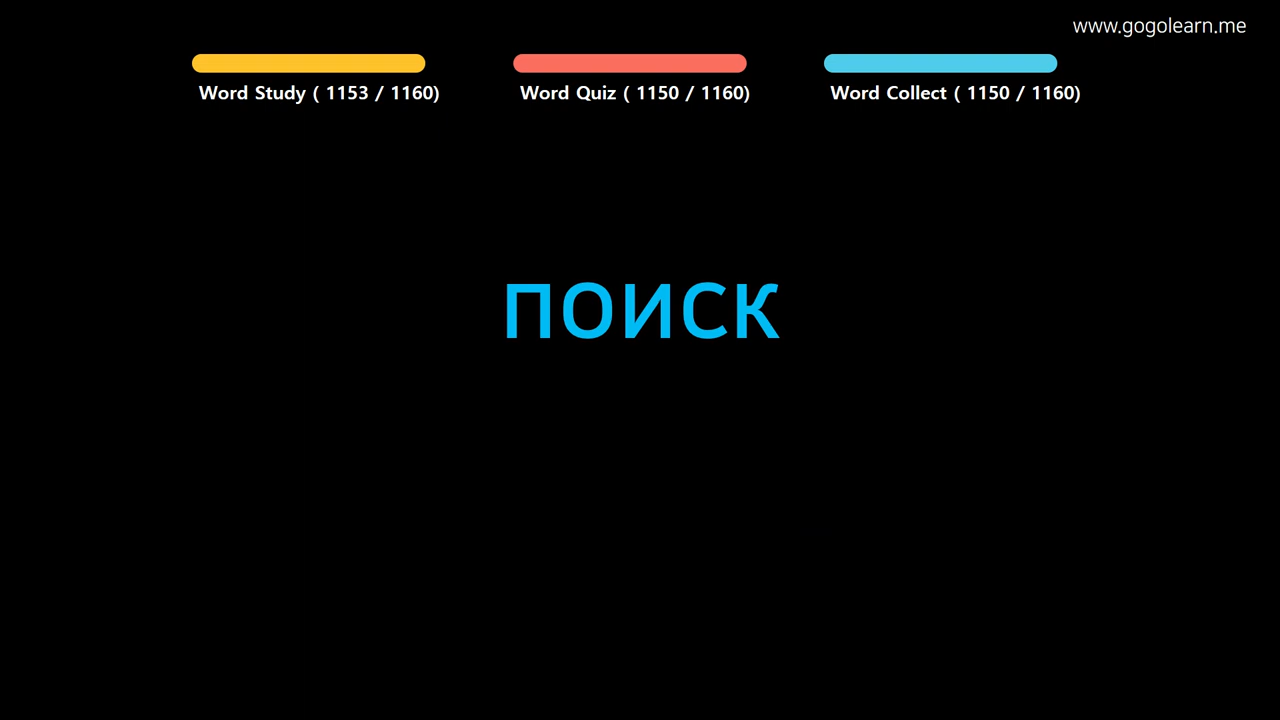 www.gogolearn.me
Word Study ( 1153 / 1160)
Word Quiz ( 1150 / 1160)
Word Collect ( 1150 / 1160)
поиск